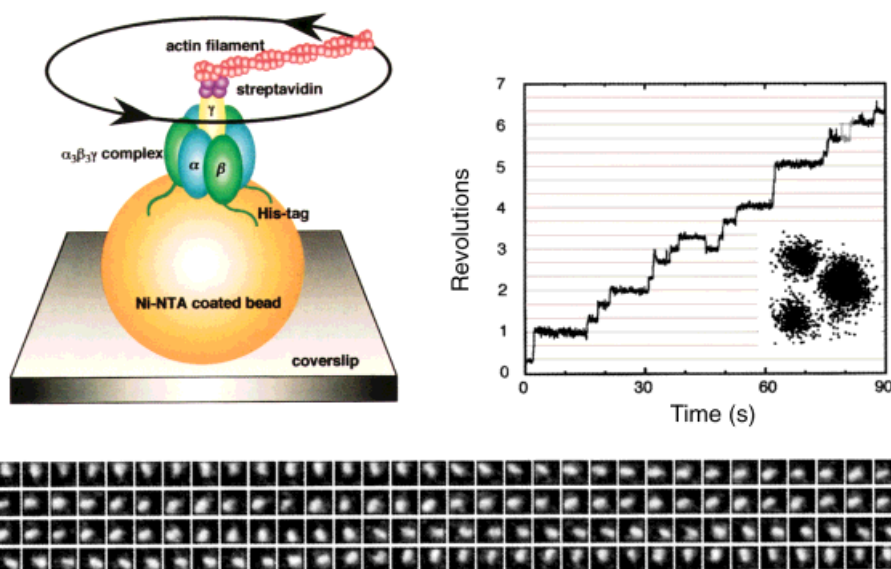 actin filament
streptavidin
γ
α₃β₃γ complex
α
β
His-tag
Ni-NTA coated bead
coverslip
Revolutions
7
6
5
4
3
2
1
0
0
30
60
90
Time (s)